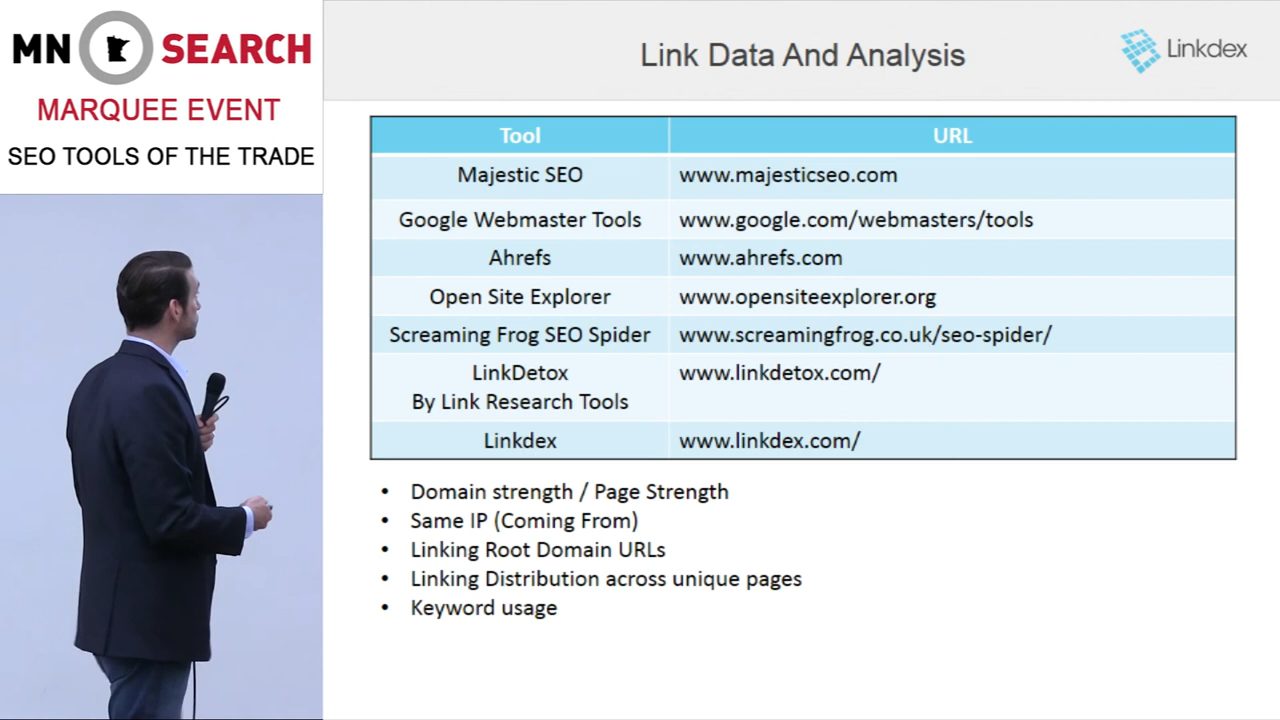 MN SEARCH
MARQUEE EVENT
SEO TOOLS OF THE TRADE
Link Data And Analysis
Linkdex
Tool URL
Majestic SEO www.majesticseo.com
Google Webmaster Tools www.google.com/webmasters/tools
Ahrefs www.ahrefs.com
Open Site Explorer www.opensiteexplorer.org
Screaming Frog SEO Spider www.screamingfrog.co.uk/seo-spider/
LinkDetox www.linkdetox.com/
By Link Research Tools
Linkdex www.linkdex.com/
• Domain strength / Page Strength
• Same IP (Coming From)
• Linking Root Domain URLs
• Linking Distribution across unique pages
• Keyword usage